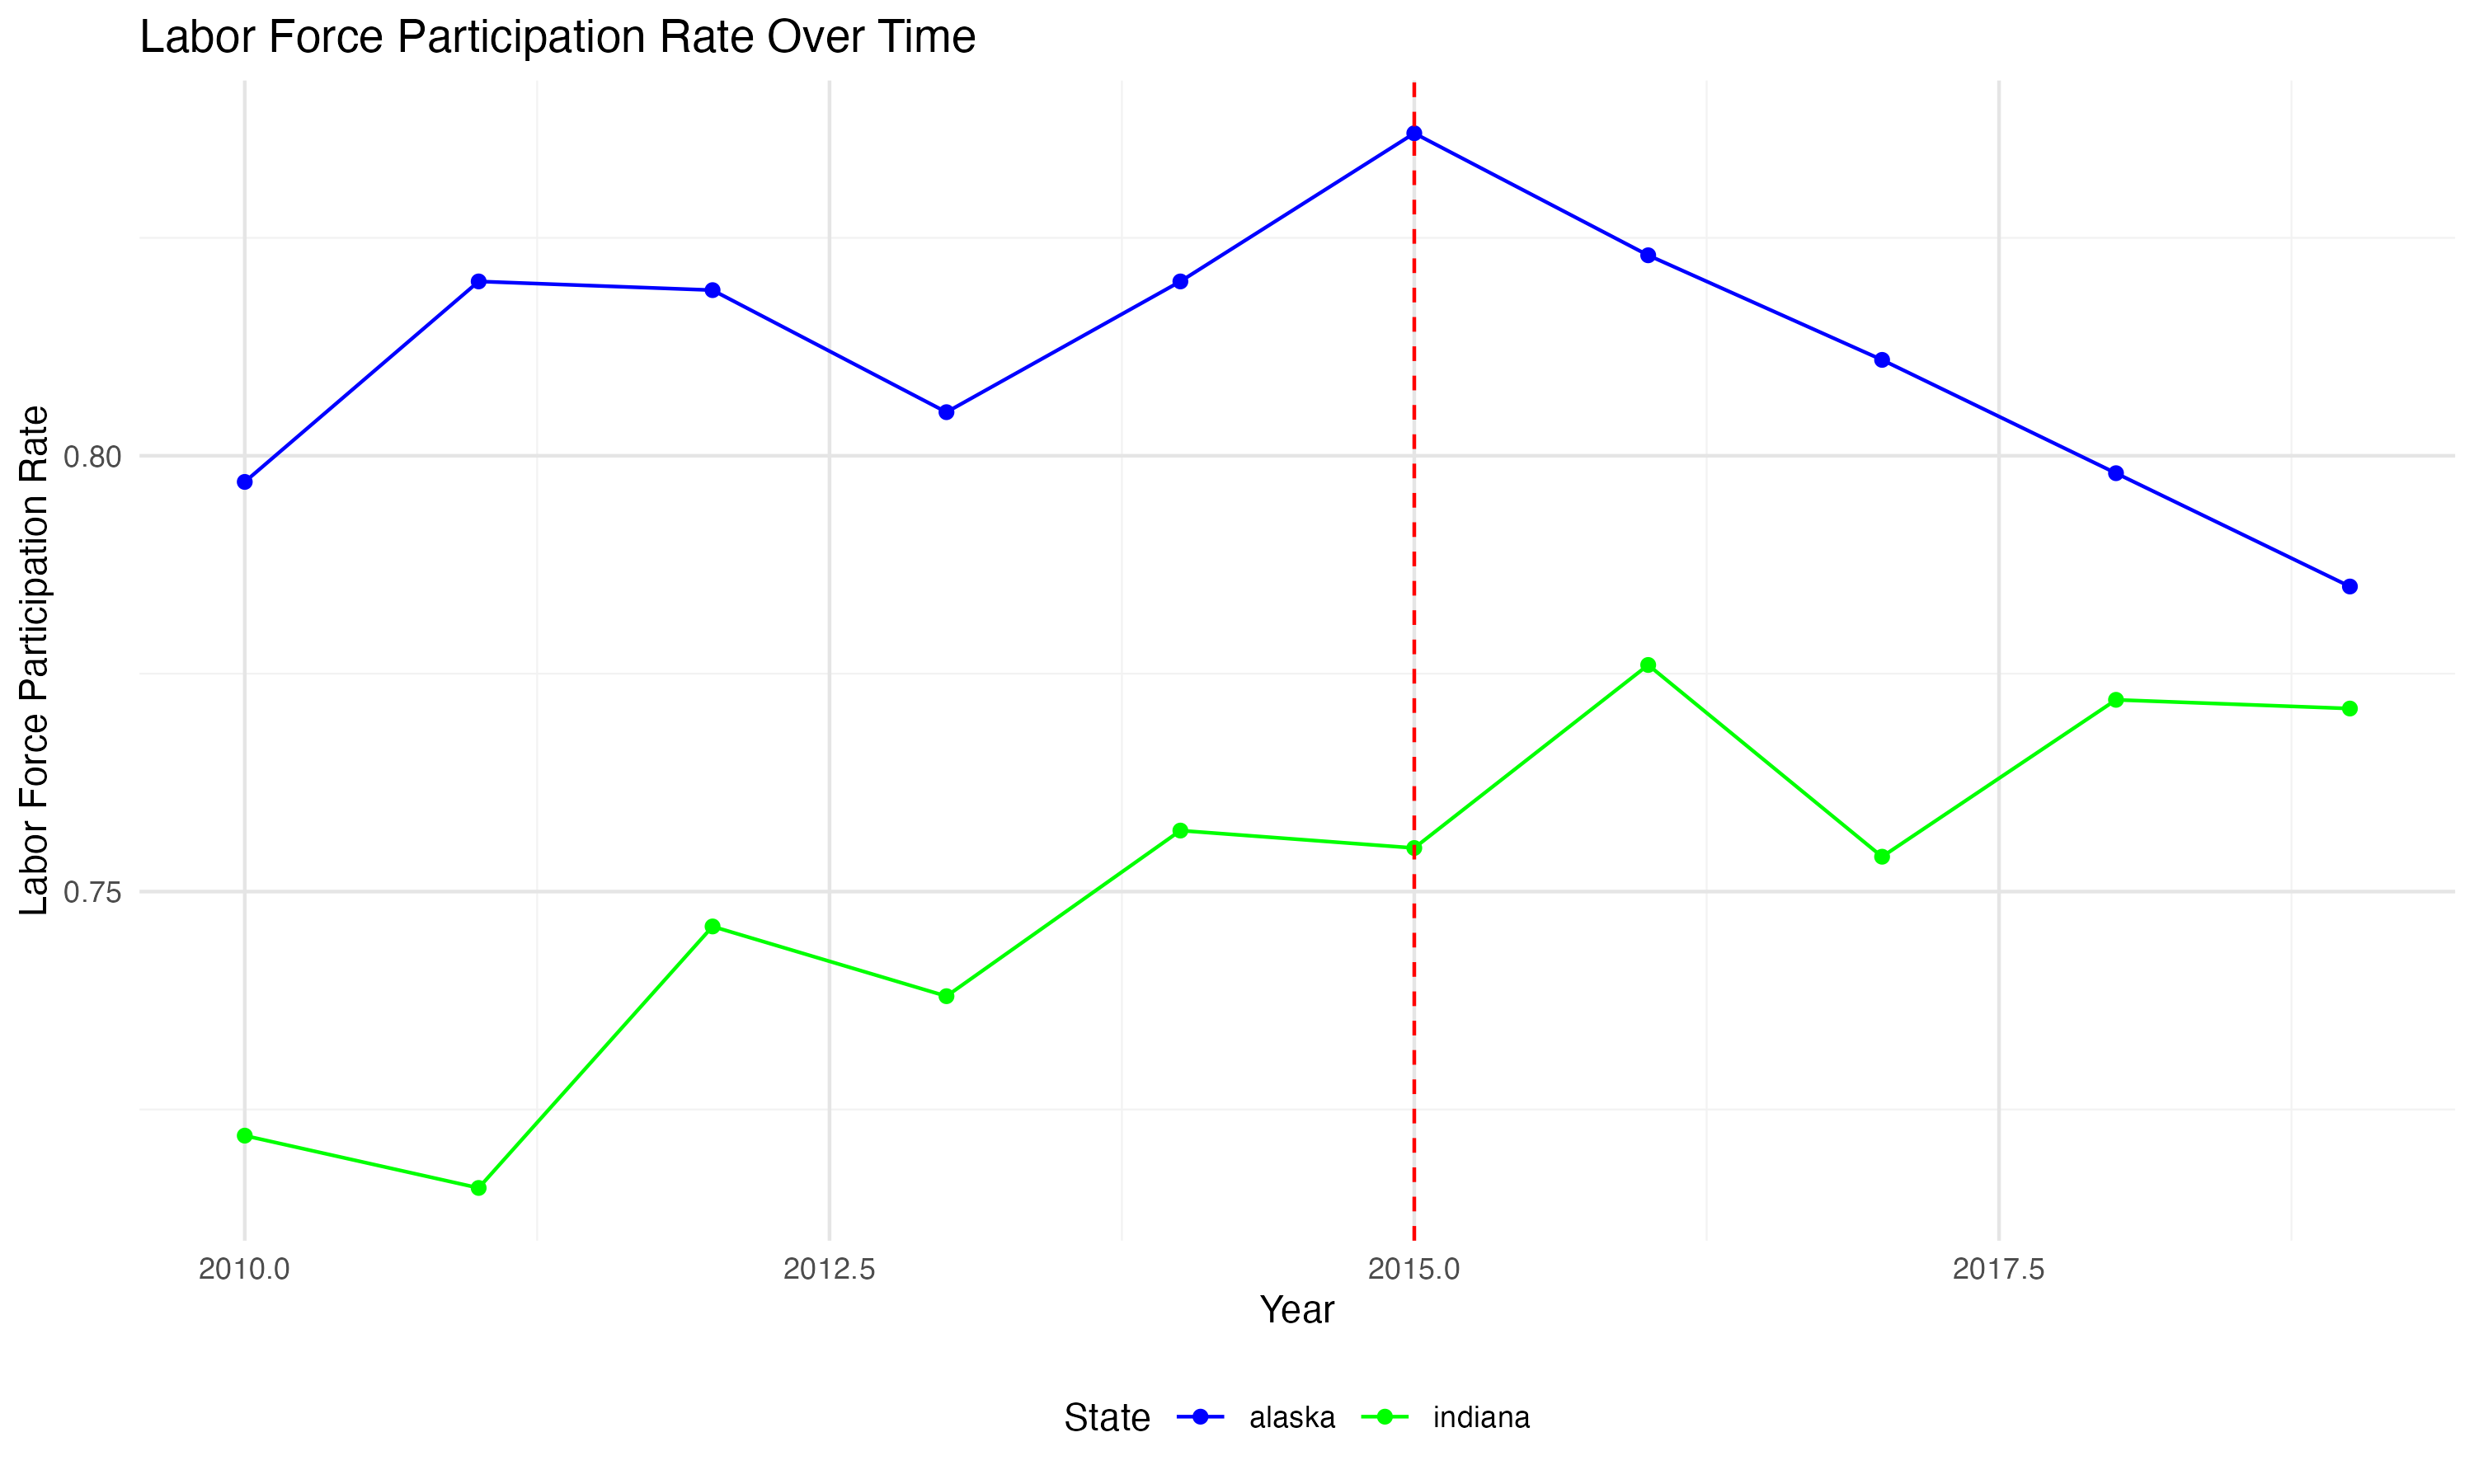 Labor Force Participation Rate Over Time
Labor Force Participation Rate
0.80
0.75
2010.0 2012.5 2015.0 2017.5
Year
State alaska indiana